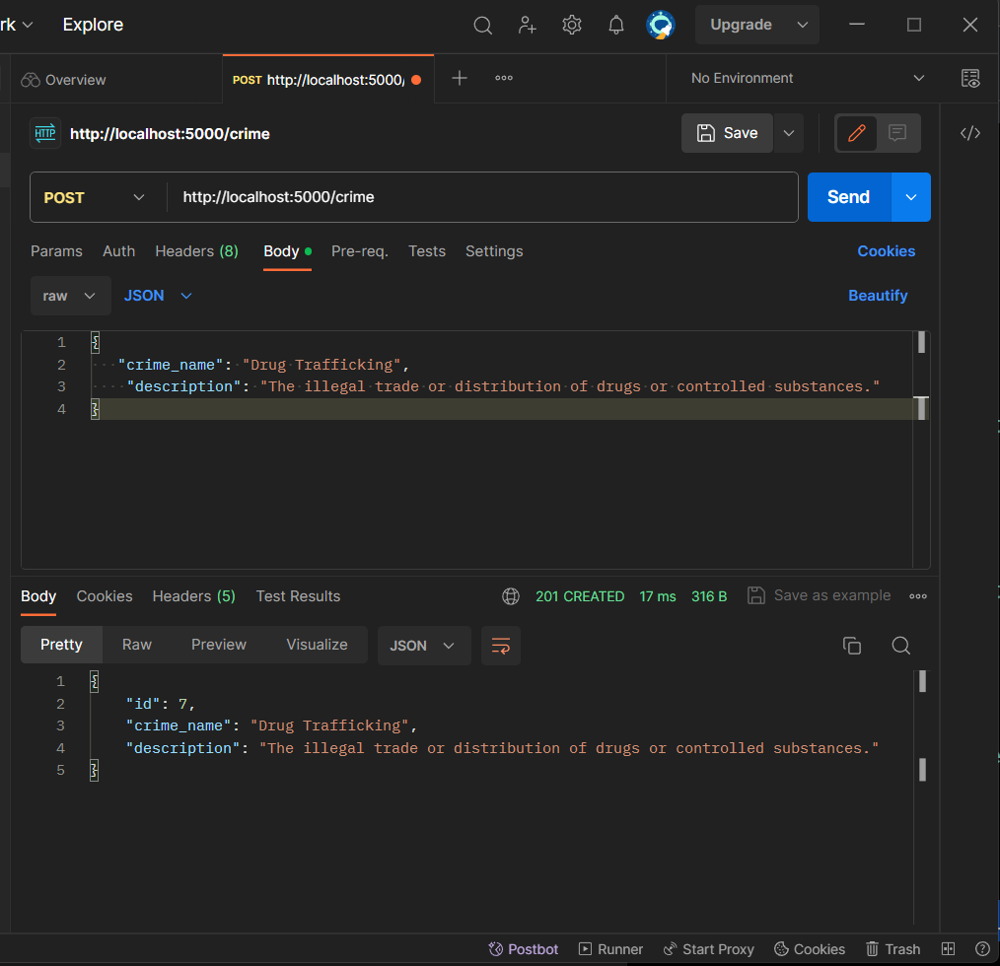 rk Explore Upgrade
Overview POST http://localhost:5000/ No Environment
HTTP http://localhost:5000/crime Save
POST http://localhost:5000/crime Send
Params Auth Headers (8) Body Pre-req. Tests Settings Cookies
raw JSON Beautify
1 {
2 "crime_name": "Drug Trafficking",
3 "description": "The illegal trade or distribution of drugs or controlled substances."
4 }
Body Cookies Headers (5) Test Results 201 CREATED 17 ms 316 B Save as example
Pretty Raw Preview Visualize JSON
1 {
2 "id": 7,
3 "crime_name": "Drug Trafficking",
4 "description": "The illegal trade or distribution of drugs or controlled substances."
5 }
Postbot Runner Start Proxy Cookies Trash